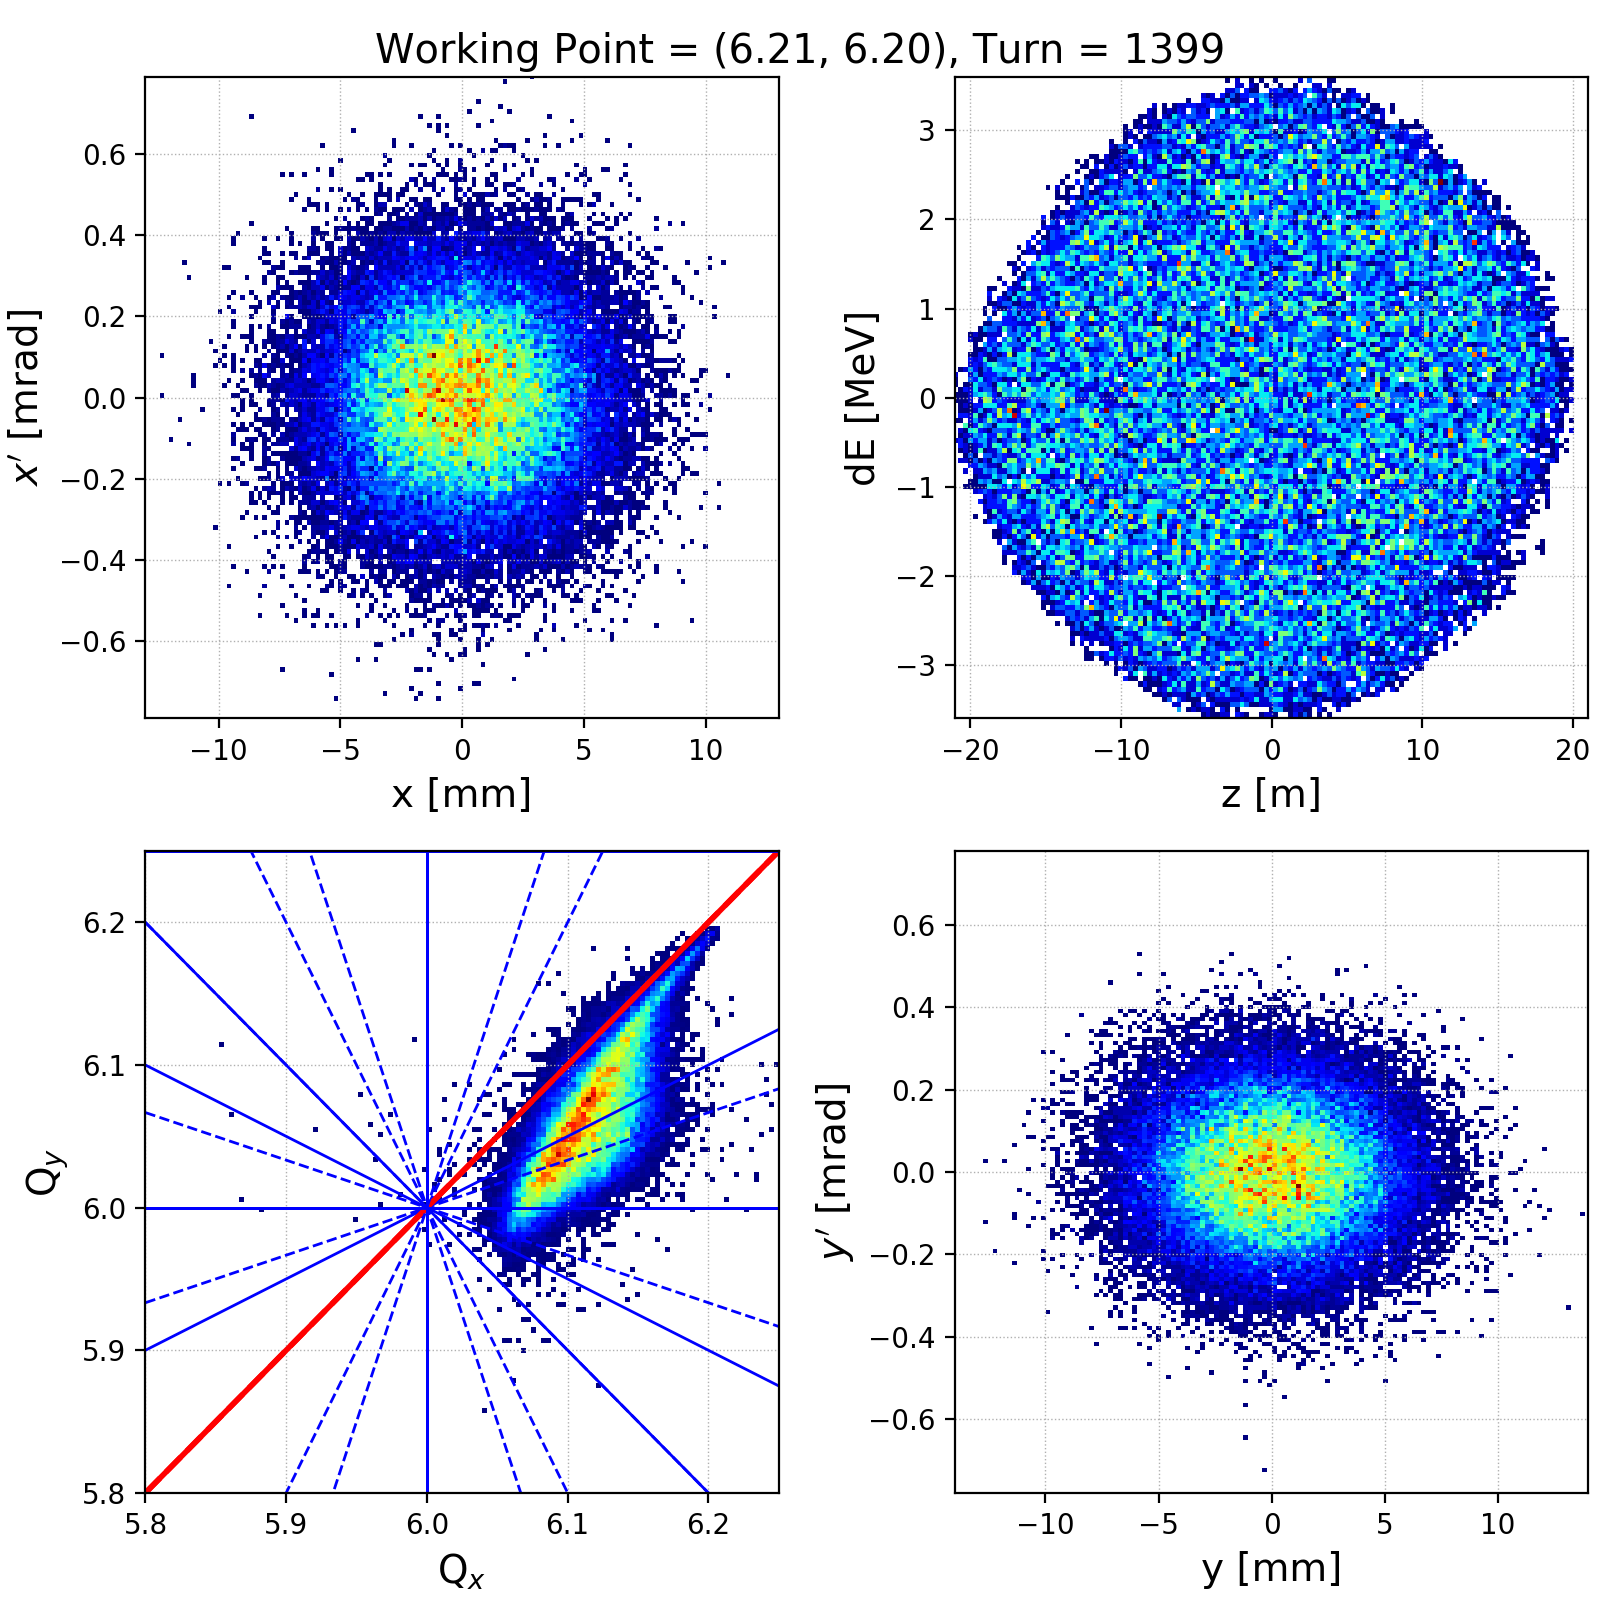 Working Point = (6.21, 6.20), Turn = 1399
0.6
0.4
0.2
0.0
−0.2
−0.4
−0.6
x′ [mrad]
−10 −5 0 5 10
x [mm]
3
2
1
0
−1
−2
−3
dE [MeV]
−20 −10 0 10 20
z [m]
6.2
6.1
6.0
5.9
5.8
Qy
5.8 5.9 6.0 6.1 6.2
Qx
0.6
0.4
0.2
0.0
−0.2
−0.4
−0.6
y′ [mrad]
−10 −5 0 5 10
y [mm]